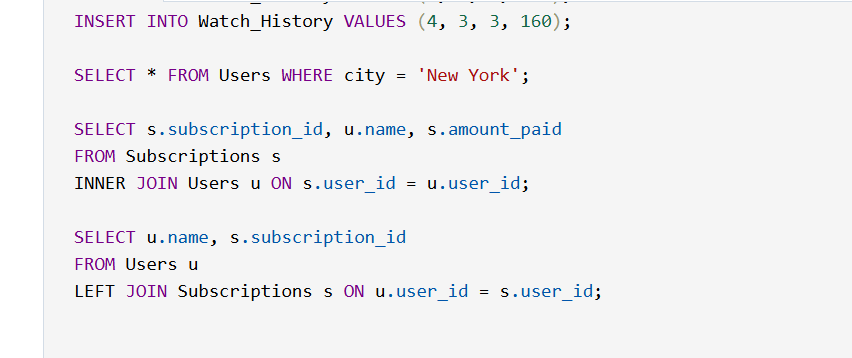 INSERT INTO Watch_History VALUES (4, 3, 3, 160);
SELECT * FROM Users WHERE city = 'New York';
SELECT s.subscription_id, u.name, s.amount_paid
FROM Subscriptions s
INNER JOIN Users u ON s.user_id = u.user_id;
SELECT u.name, s.subscription_id
FROM Users u
LEFT JOIN Subscriptions s ON u.user_id = s.user_id;